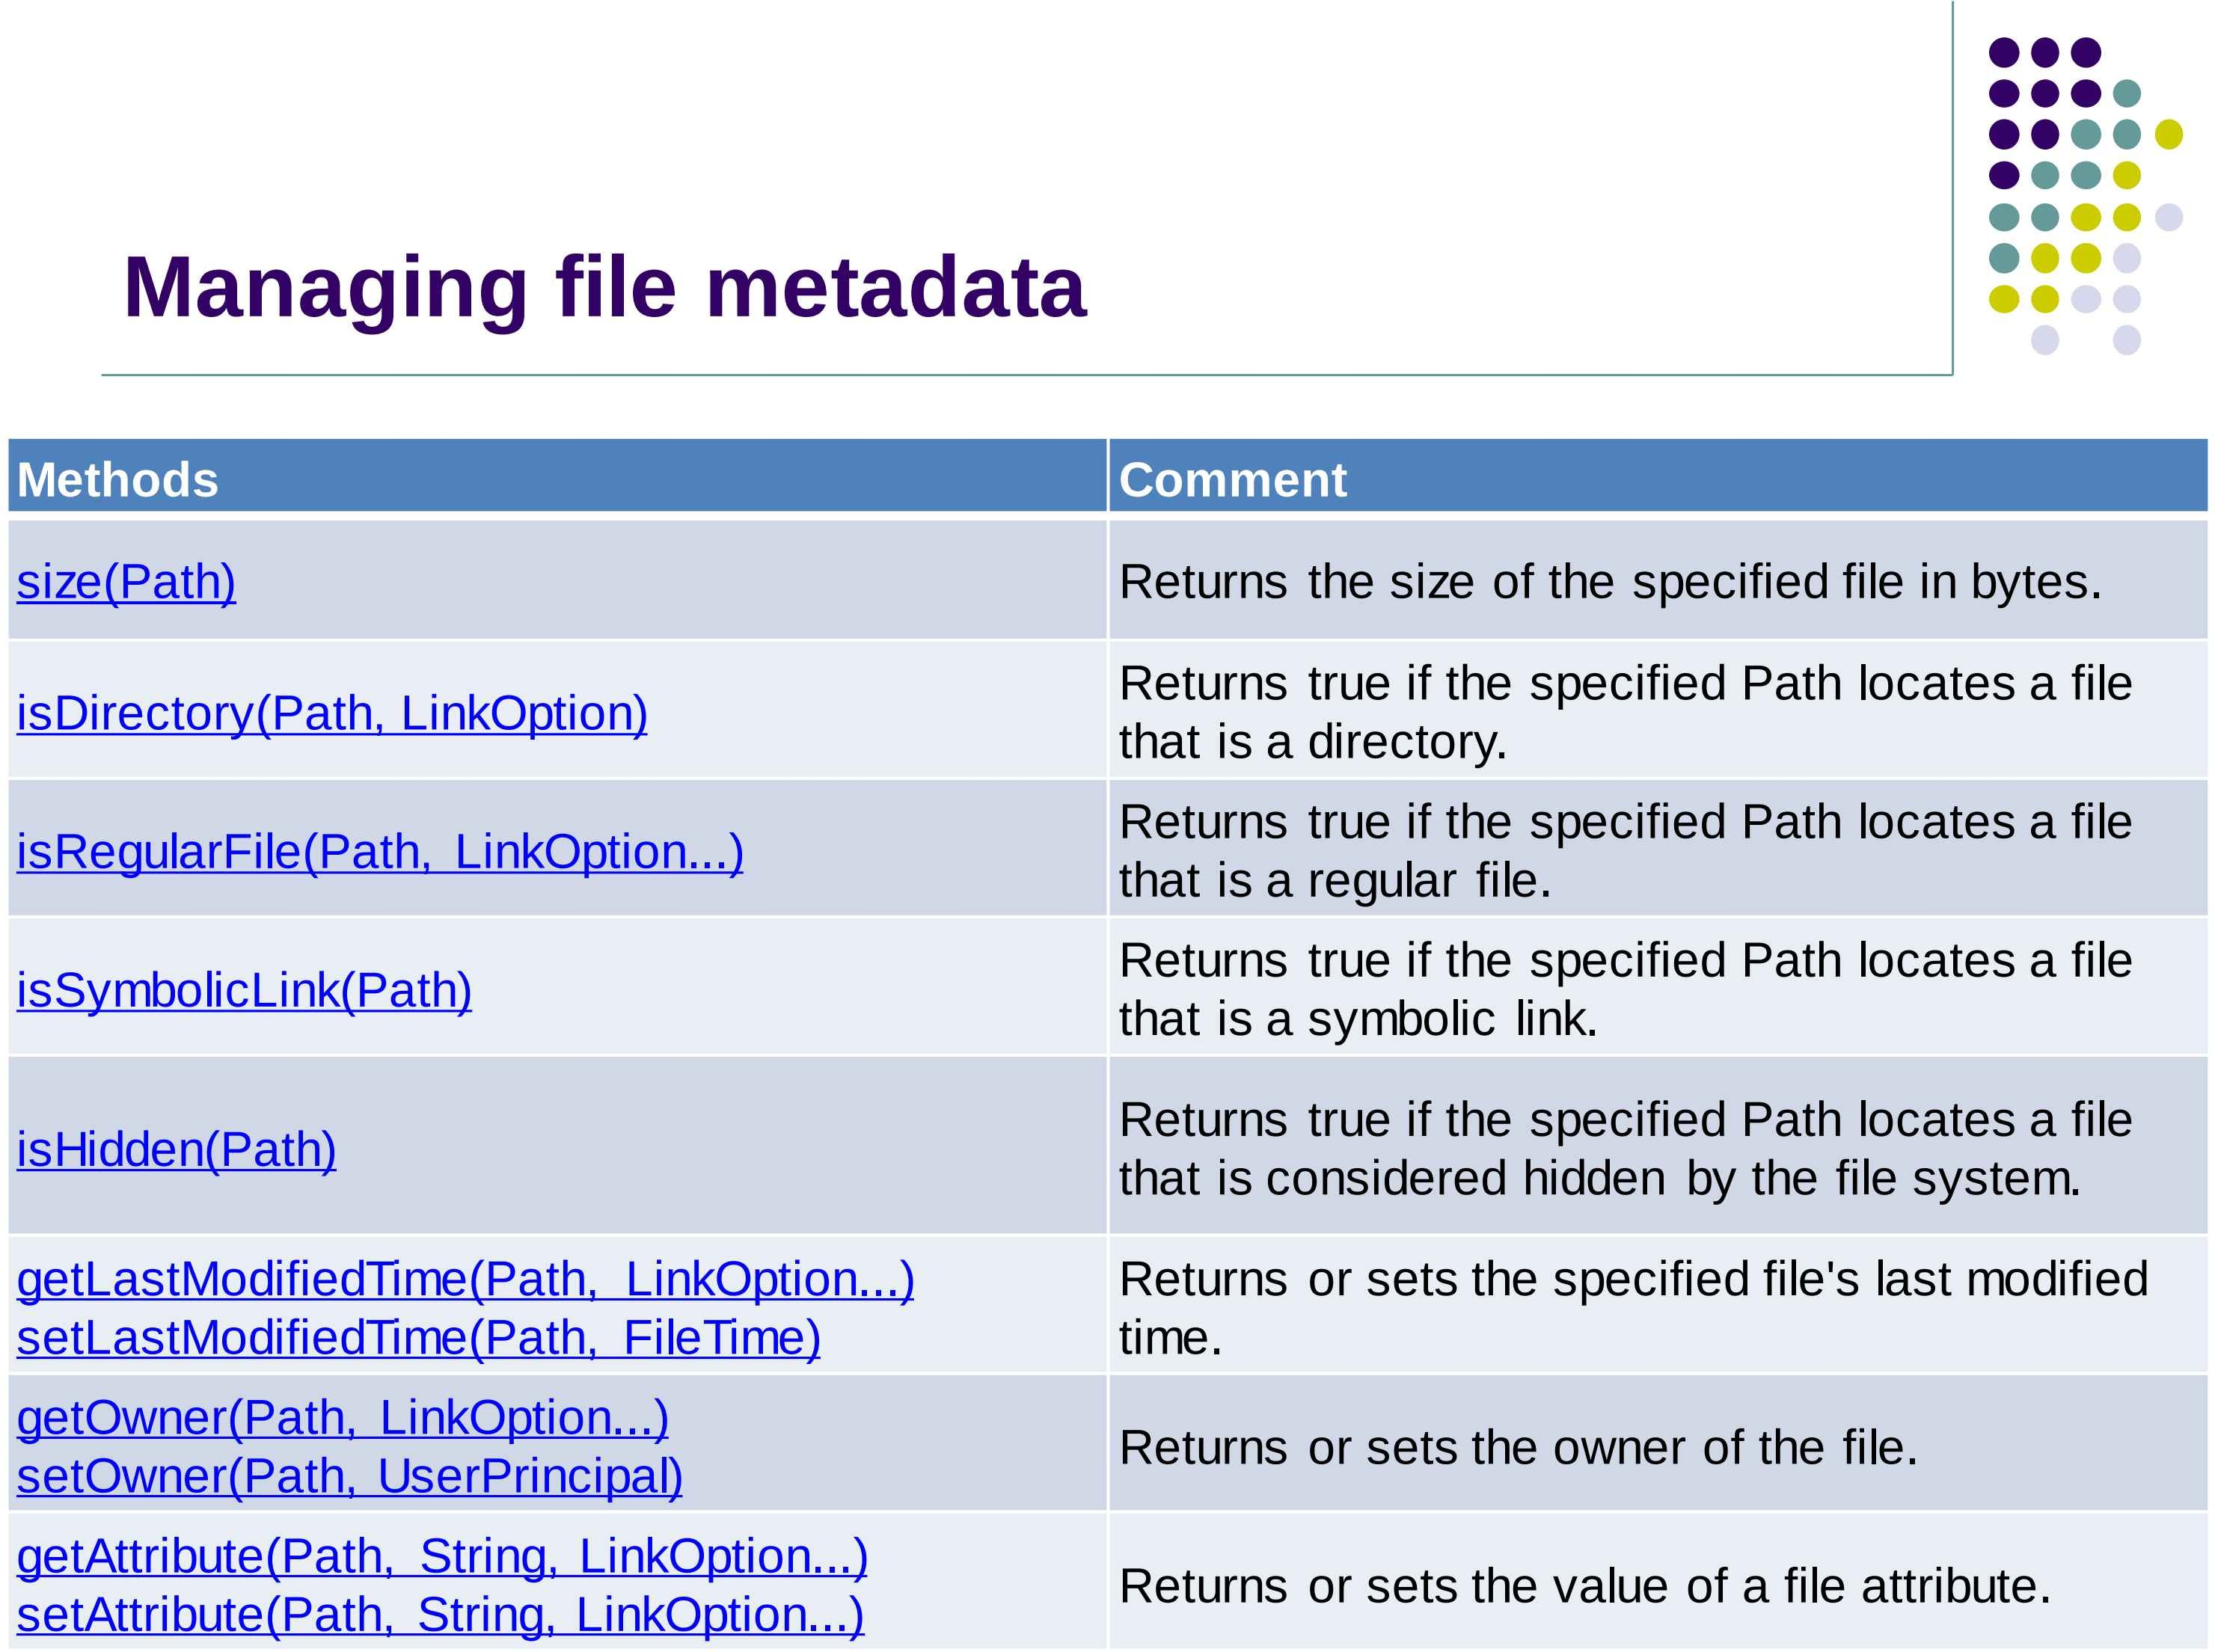 Managing file metadata
Methods
Comment
size(Path)
Returns the size of the specified file in bytes.
isDirectory(Path, LinkOption)
Returns true if the specified Path locates a file
that is a directory.
isRegularFile(Path, LinkOption...)
Returns true if the specified Path locates a file
that is a regular file.
isSymbolicLink(Path)
Returns true if the specified Path locates a file
that is a symbolic link.
isHidden(Path)
Returns true if the specified Path locates a file
that is considered hidden by the file system.
getLastModifiedTime(Path, LinkOption...)
setLastModifiedTime(Path, FileTime)
Returns or sets the specified file's last modified
time.
getOwner(Path, LinkOption...)
setOwner(Path, UserPrincipal)
Returns or sets the owner of the file.
getAttribute(Path, String, LinkOption...)
setAttribute(Path, String, LinkOption...)
Returns or sets the value of a file attribute.